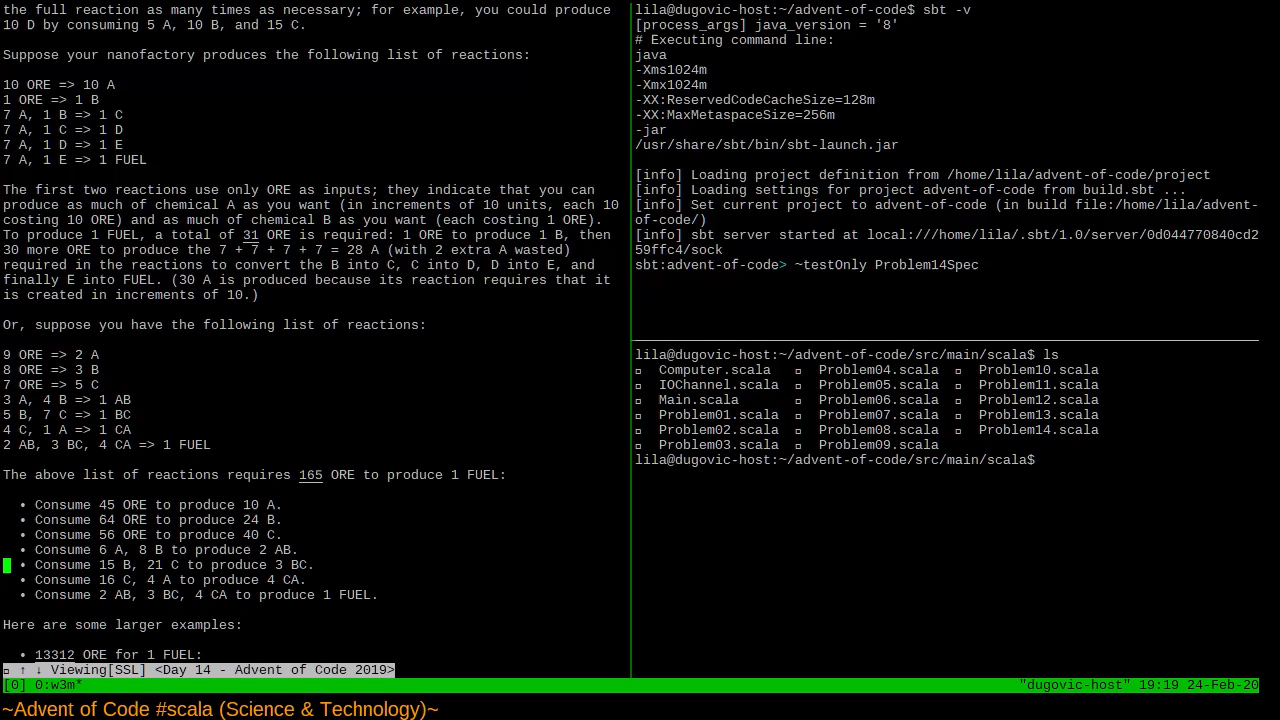 the full reaction as many times as necessary; for example, you could produce
10 D by consuming 5 A, 10 B, and 15 C.
Suppose your nanofactory produces the following list of reactions:
10 ORE => 10 A
1 ORE => 1 B
7 A, 1 B => 1 C
7 A, 1 C => 1 D
7 A, 1 D => 1 E
7 A, 1 E => 1 FUEL
The first two reactions use only ORE as inputs; they indicate that you can
produce as much of chemical A as you want (in increments of 10 units, each 10
costing 10 ORE) and as much of chemical B as you want (each costing 1 ORE).
To produce 1 FUEL, a total of 31 ORE is required: 1 ORE to produce 1 B, then
30 more ORE to produce the 7 + 7 + 7 + 7 = 28 A (with 2 extra A wasted)
required in the reactions to convert the B into C, C into D, D into E, and
finally E into FUEL. (30 A is produced because its reaction requires that it
is created in increments of 10.)
Or, suppose you have the following list of reactions:
9 ORE => 2 A
8 ORE => 3 B
7 ORE => 5 C
3 A, 4 B => 1 AB
5 B, 7 C => 1 BC
4 C, 1 A => 1 CA
2 AB, 3 BC, 4 CA => 1 FUEL
The above list of reactions requires 165 ORE to produce 1 FUEL:
• Consume 45 ORE to produce 10 A.
• Consume 64 ORE to produce 24 B.
• Consume 56 ORE to produce 40 C.
• Consume 6 A, 8 B to produce 2 AB.
• Consume 15 B, 21 C to produce 3 BC.
• Consume 16 C, 4 A to produce 4 CA.
• Consume 2 AB, 3 BC, 4 CA to produce 1 FUEL.
Here are some larger examples:
• 13312 ORE for 1 FUEL:
↑ ↓ Viewing[SSL] <Day 14 - Advent of Code 2019>
lila@dugovic-host:~/advent-of-code$ sbt -v
[process_args] java_version = '8'
# Executing command line:
java
-Xms1024m
-Xmx1024m
-XX:ReservedCodeCacheSize=128m
-XX:MaxMetaspaceSize=256m
-jar
/usr/share/sbt/bin/sbt-launch.jar
[info] Loading project definition from /home/lila/advent-of-code/project
[info] Loading settings for project advent-of-code from build.sbt ...
[info] Set current project to advent-of-code (in build file:/home/lila/advent-
of-code/)
[info] sbt server started at local:///home/lila/.sbt/1.0/server/0d044770840cd2
59ffc4/sock
sbt:advent-of-code> ~testOnly Problem14Spec
lila@dugovic-host:~/advent-of-code/src/main/scala$ ls
Computer.scala Problem04.scala Problem10.scala
IOChannel.scala Problem05.scala Problem11.scala
Main.scala Problem06.scala Problem12.scala
Problem01.scala Problem07.scala Problem13.scala
Problem02.scala Problem08.scala Problem14.scala
Problem03.scala Problem09.scala
lila@dugovic-host:~/advent-of-code/src/main/scala$
[0] 0:w3m* "dugovic-host" 19:19 24-Feb-20
~Advent of Code #scala (Science & Technology)~